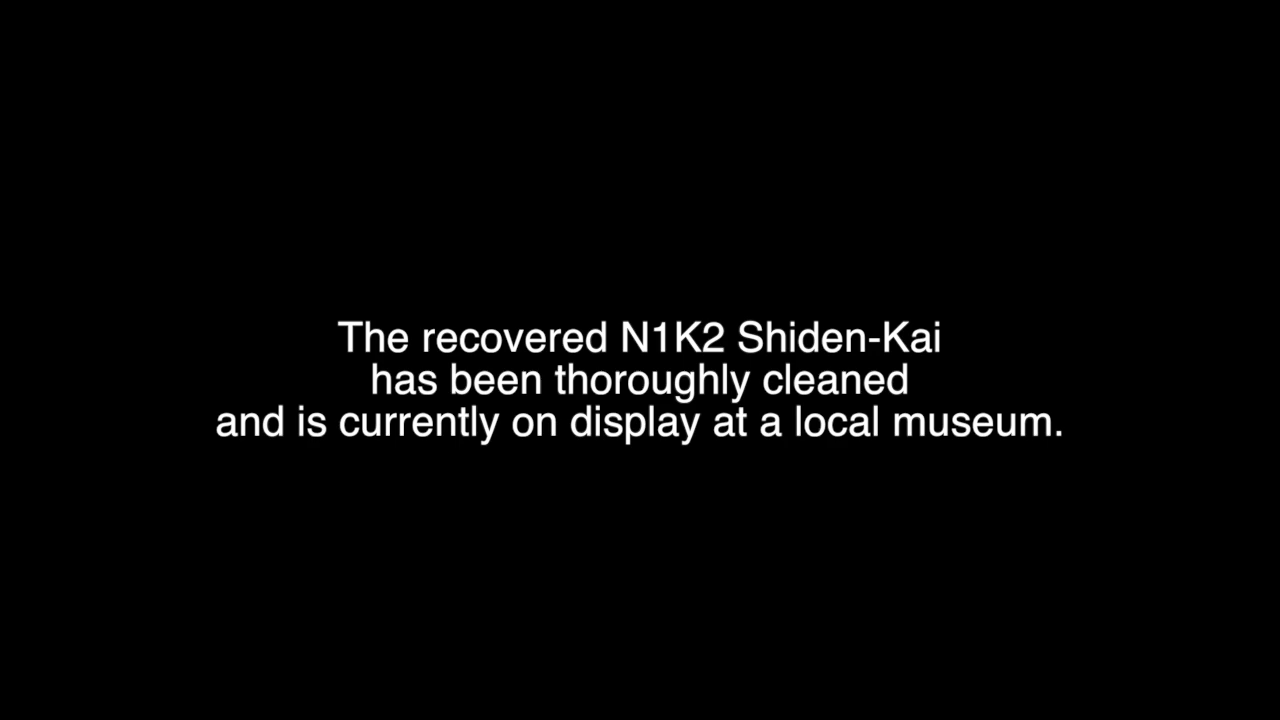 The recovered N1K2 Shiden-Kai
has been thoroughly cleaned
and is currently on display at a local museum.